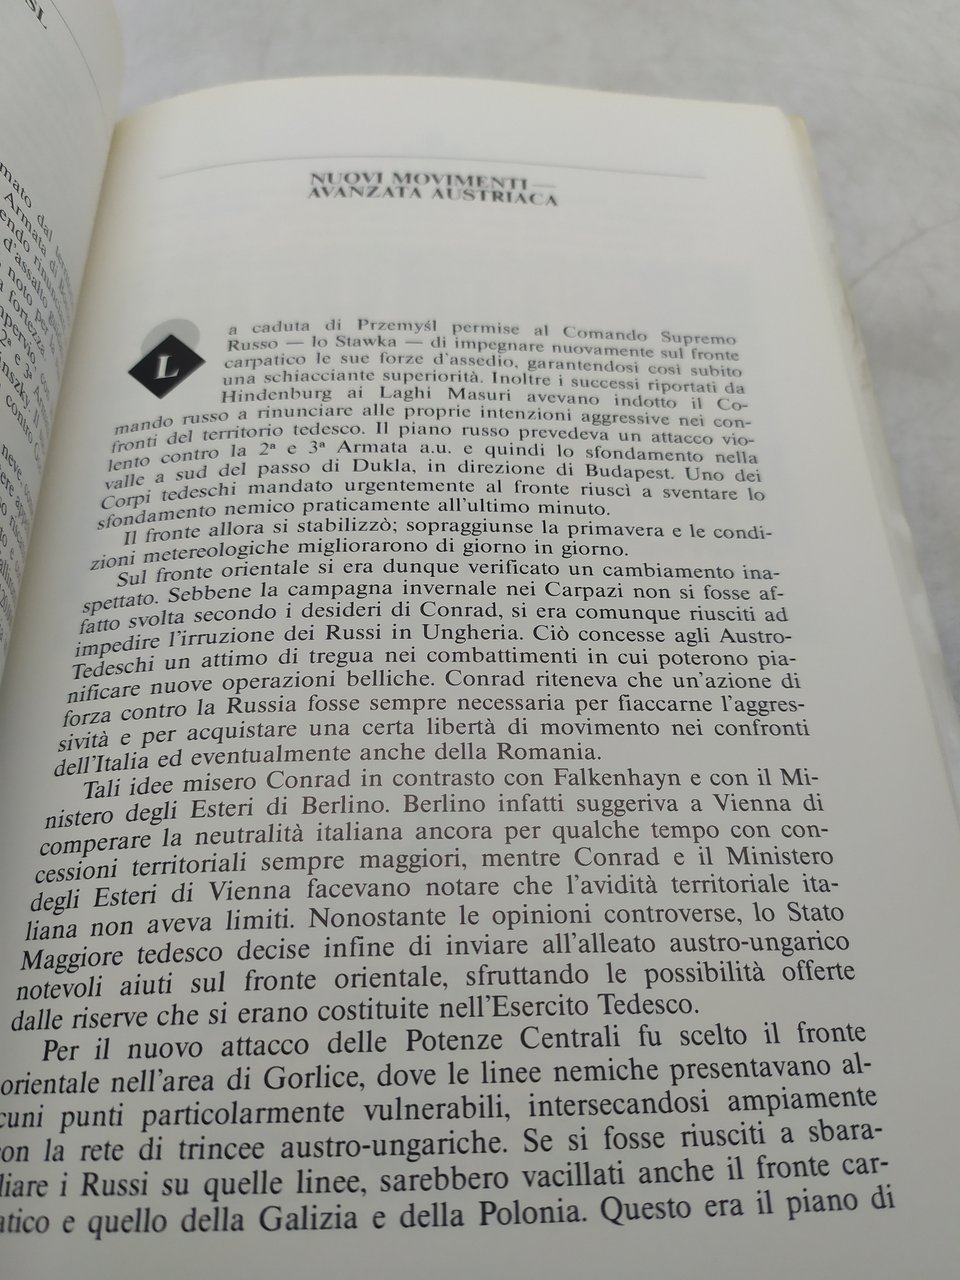 NUOVI MOVIMENTI —
AVANZATA AUSTRIACA
La caduta di Przemyśl permise al Comando Supremo
Russo — lo Stawka — di impegnare nuovamente sul fronte
carpatico le sue forze d'assedio, garantendosi così subito
una schiacciante superiorità. Inoltre i successi riportati da
Hindenburg ai Laghi Masuri avevano indotto il Co-
mando russo a rinunciare alle proprie intenzioni aggressive nei con-
fronti del territorio tedesco. Il piano russo prevedeva un attacco vio-
lento contro la 2ª e 3ª Armata a.u. e quindi lo sfondamento nella
valle a sud del passo di Dukla, in direzione di Budapest. Uno dei
Corpi tedeschi mandato urgentemente al fronte riuscì a sventare lo
sfondamento nemico praticamente all'ultimo minuto.
Il fronte allora si stabilizzò; sopraggiunse la primavera e le condi-
zioni metereologiche migliorarono di giorno in giorno.
Sul fronte orientale si era dunque verificato un cambiamento ina-
spettato. Sebbene la campagna invernale nei Carpazi non si fosse af-
fatto svolta secondo i desideri di Conrad, si era comunque riusciti ad
impedire l'irruzione dei Russi in Ungheria. Ciò concesse agli Austro-
Tedeschi un attimo di tregua nei combattimenti in cui poterono pia-
nificare nuove operazioni belliche. Conrad riteneva che un'azione di
forza contro la Russia fosse sempre necessaria per fiaccarne l'aggres-
sività e per acquistare una certa libertà di movimento nei confronti
dell'Italia ed eventualmente anche della Romania.
Tali idee misero Conrad in contrasto con Falkenhayn e con il Mi-
nistero degli Esteri di Berlino. Berlino infatti suggeriva a Vienna di
comperare la neutralità italiana ancora per qualche tempo con con-
cessioni territoriali sempre maggiori, mentre Conrad e il Ministero
degli Esteri di Vienna facevano notare che l'avidità territoriale ita-
liana non aveva limiti. Nonostante le opinioni controverse, lo Stato
Maggiore tedesco decise infine di inviare all'alleato austro-ungarico
notevoli aiuti sul fronte orientale, sfruttando le possibilità offerte
dalle riserve che si erano costituite nell'Esercito Tedesco.
Per il nuovo attacco delle Potenze Centrali fu scelto il fronte
orientale nell'area di Gorlice, dove le linee nemiche presentavano al-
cuni punti particolarmente vulnerabili, intersecandosi ampiamente
con la rete di trincee austro-ungariche. Se si fosse riusciti a sbara-
liare i Russi su quelle linee, sarebbero vacillati anche il fronte car-
atico e quello della Galizia e della Polonia. Questo era il piano di